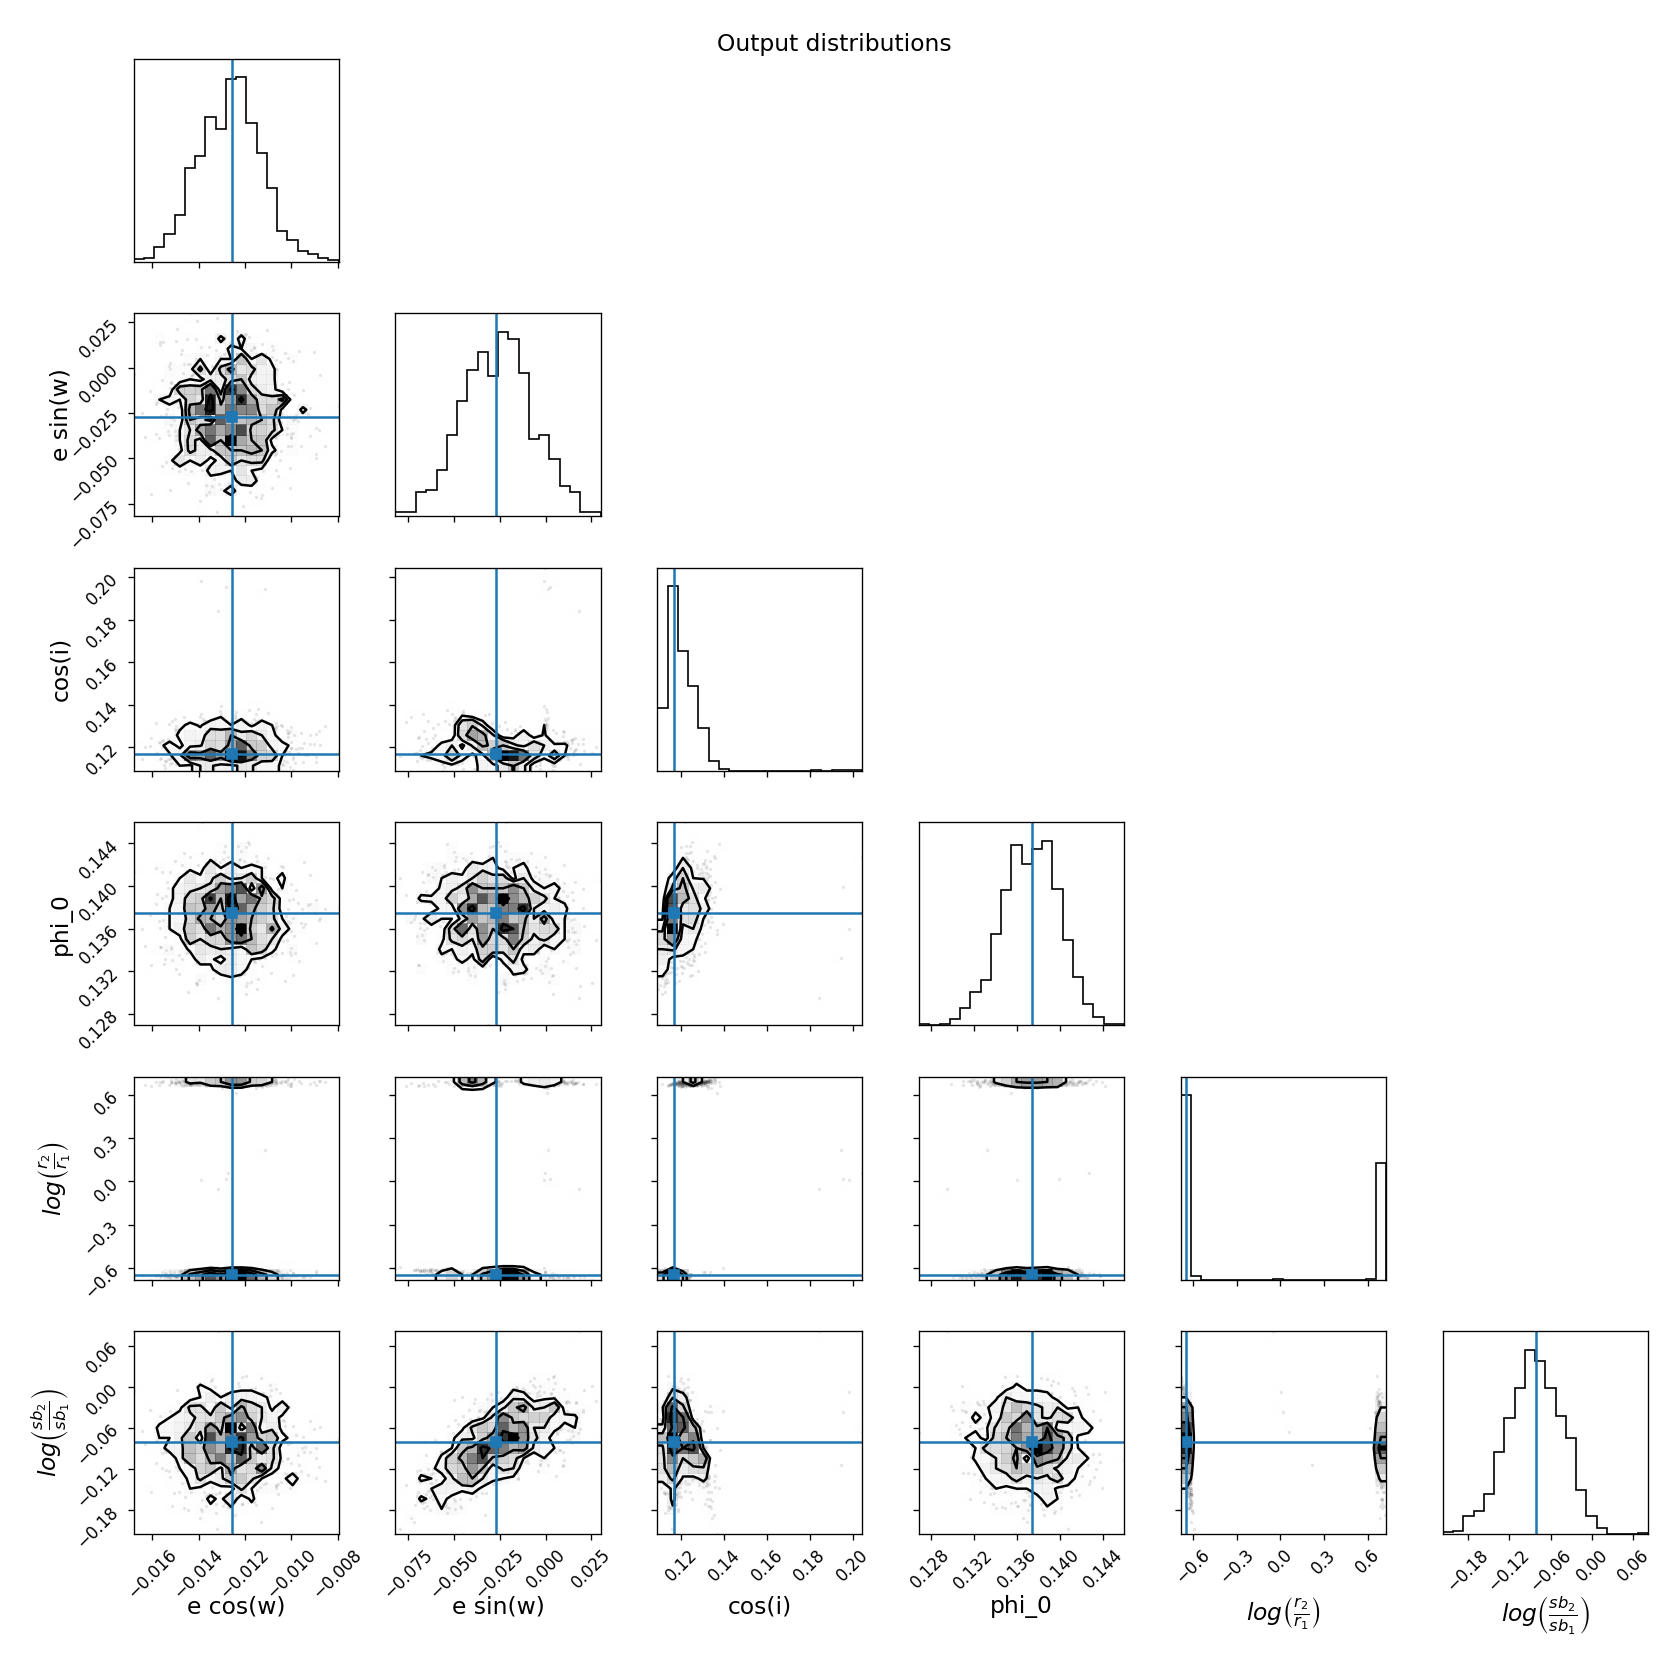 Output distributions
e sin(w)
0.025
0.000
−0.025
−0.050
−0.075
cos(i)
0.20
0.18
0.16
0.14
0.12
phi_0
0.144
0.140
0.136
0.132
0.128
log(r₂/r₁)
0.6
0.3
0.0
−0.3
−0.6
log(sb₂/sb₁)
0.06
0.00
−0.06
−0.12
−0.18
−0.016 −0.014 −0.012 −0.010 −0.008
−0.075 −0.050 −0.025 0.000 0.025
0.12 0.14 0.16 0.18 0.20
0.128 0.132 0.136 0.140 0.144
−0.6 −0.3 0.0 0.3 0.6
−0.18 −0.12 −0.06 0.00 0.06
e cos(w)
e sin(w)
cos(i)
phi_0
log(r₂/r₁)
log(sb₂/sb₁)